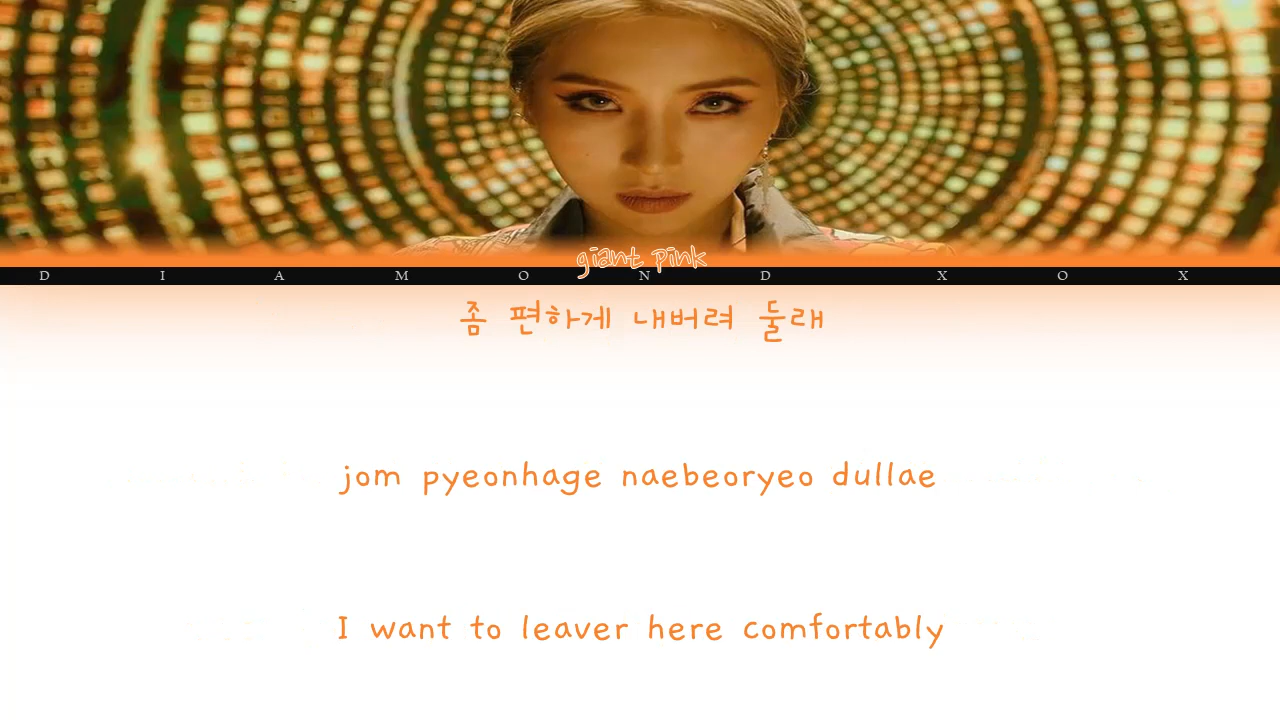 giant pink
D I A M O N D X O X
좀 편하게 내버려 둘래
jom pyeonhage naebeoryeo dullae
I want to leaver here comfortably